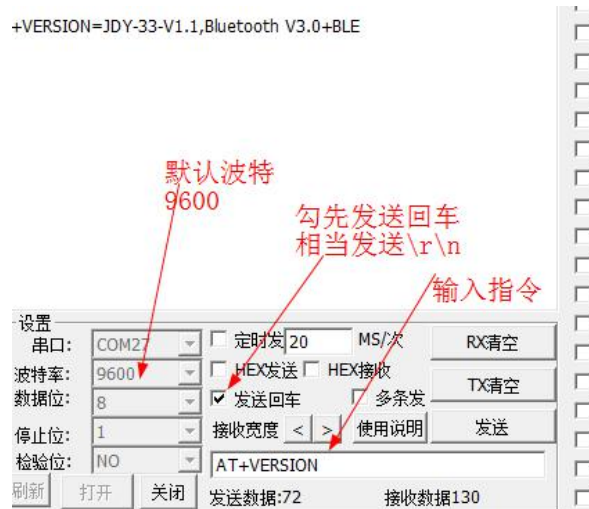 +VERSION=JDY-33-V1.1,Bluetooth V3.0+BLE
默认波特
9600
勾先发送回车
相当发送\r\n
输入指令
设置
串口: COM27 定时发 20 MS/次 RX清空
波特率: 9600 HEX发送 HEX接收 TX清空
数据位: 8 发送回车 多条发
停止位: 1 接收宽度 < > 使用说明 发送
检验位: NO AT+VERSION
刷新 打开 关闭 发送数据:72 接收数据130